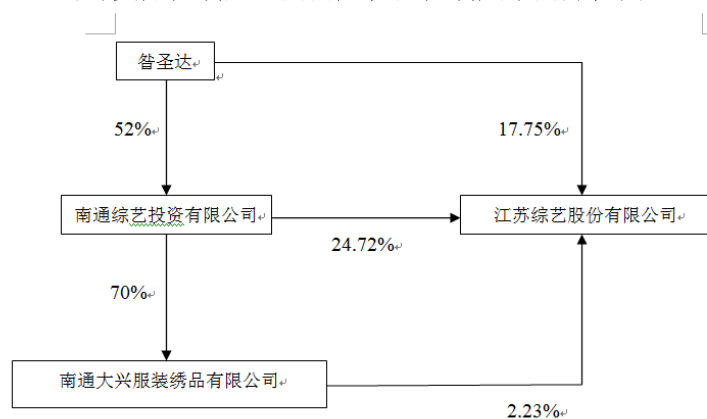 昝圣达
52%
17.75%
南通综艺投资有限公司
江苏综艺股份有限公司
24.72%
70%
南通大兴服装绣品有限公司
2.23%